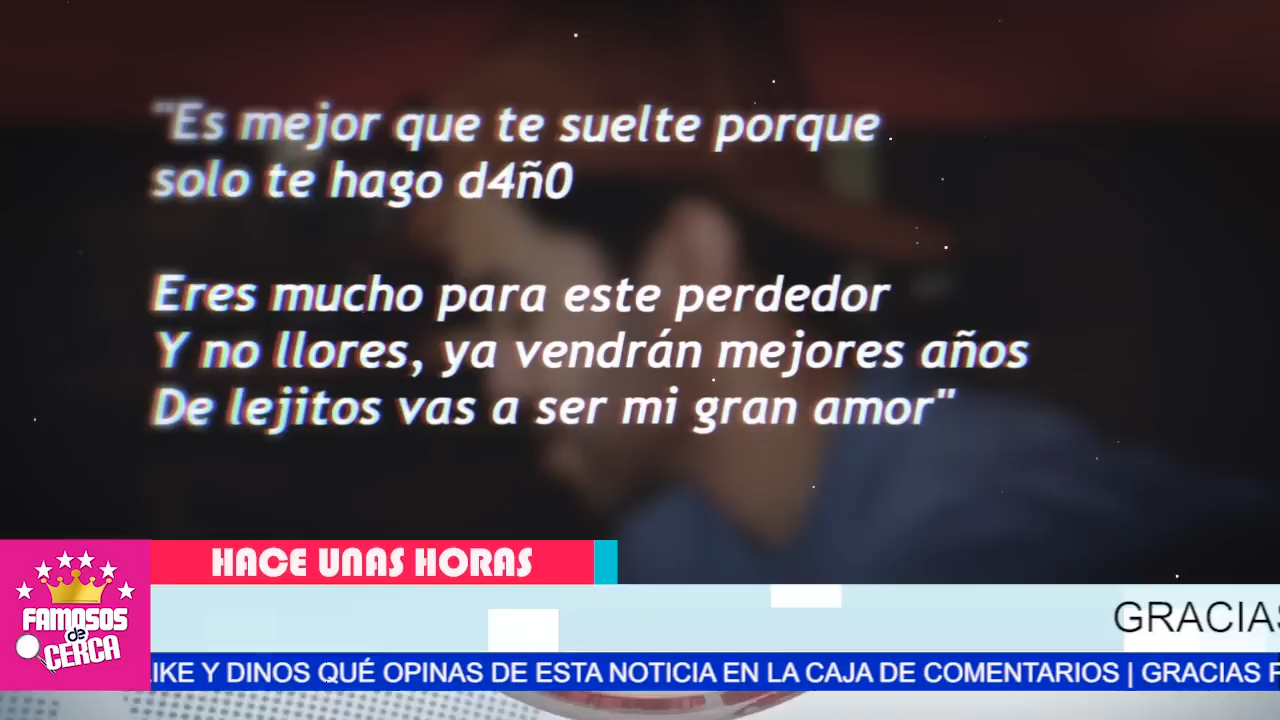 "Es mejor que te suelte porque
solo te hago d4ñ0
Eres mucho para este perdedor
Y no llores, ya vendrán mejores años
De lejitos vas a ser mi gran amor"
HACE UNAS HORAS
FAMOSOS
de
CERCA
GRACIAS
IKE Y DINOS QUÉ OPINAS DE ESTA NOTICIA EN LA CAJA DE COMENTARIOS | GRACIAS